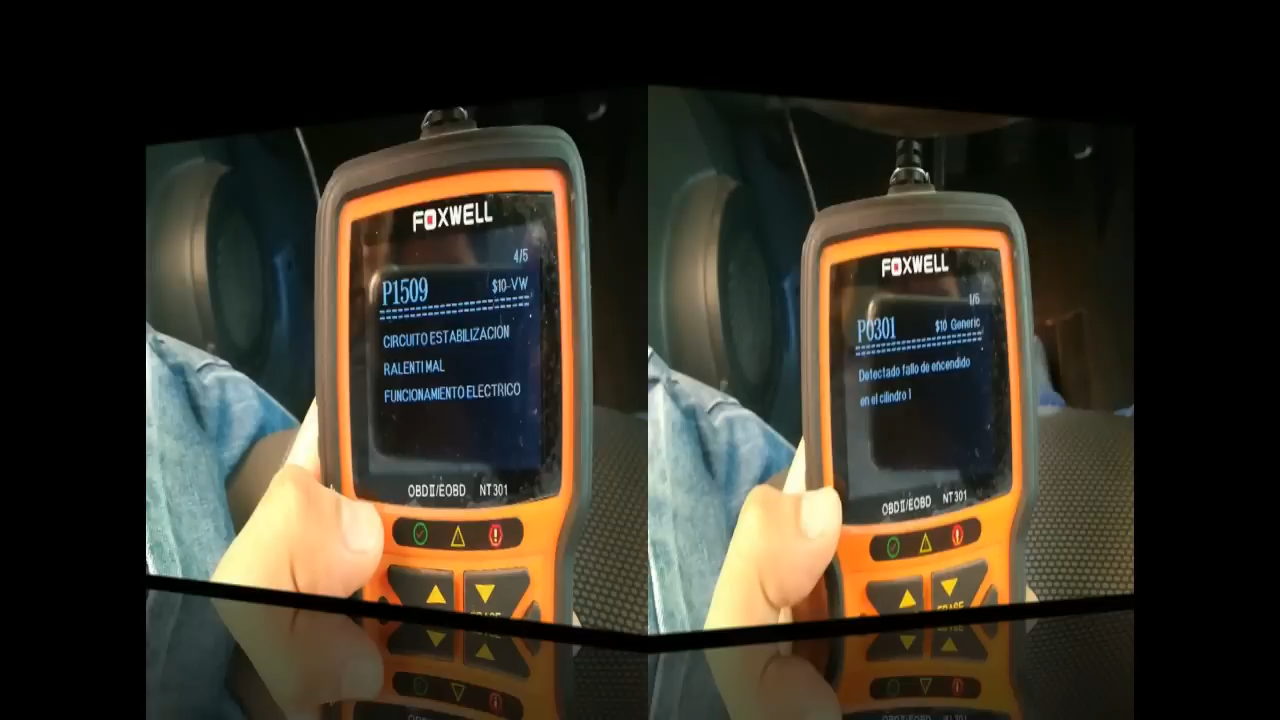 FOXWELL
4/5
P1509 $10-VW
CIRCUITO ESTABILIZACION
RALENTI MAL
FUNCIONAMIENTO ELECTRICO
OBDII/EOBD NT301
FOXWELL
1/6
P0301 $10 Generic
Detectado fallo de encendido
en el cilindro 1
OBDII/EOBD NT301